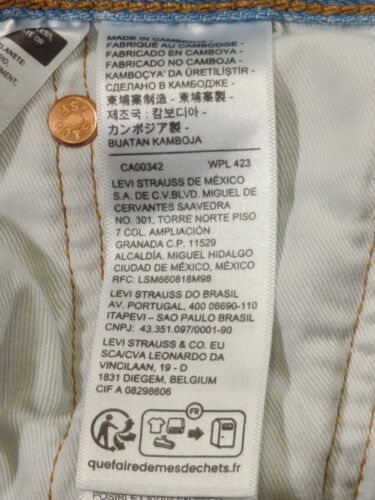 MADE IN CAMBODIA -
FABRIQUÉ AU CAMBODGE -
FABRICADO EN CAMBOYA -
FABRICADO NO CAMBOJA -
KAMBOÇYA' DA ÜRETİLİŞTİR -
СДЕЛАНО В КАМБОДЖЕ -
柬埔寨制造 - 柬埔寨製 -
제조국 : 캄보디아 -
カンボジア製 -
BUATAN KAMBOJA
CA00342 WPL 423
LEVI STRAUSS DE MÉXICO
S.A. DE C.V.BLVD. MIGUEL DE
CERVANTES SAAVEDRA
NO. 301, TORRE NORTE PISO
7 COL. AMPLIACIÓN
GRANADA C.P. 11529
ALCALDÍA. MIGUEL HIDALGO
CIUDAD DE MÉXICO, MÉXICO
RFC: LSM660818M98
LEVI STRAUSS DO BRASIL
AV. PORTUGAL, 400 06690-110
ITAPEVI – SAO PAULO BRASIL
CNPJ: 43.351.097/0001-90
LEVI STRAUSS & CO. EU
SCA/CVA LEONARDO DA
VINCILAAN, 19 - D
1831 DIEGEM, BELGIUM
CIF A 08298606
FR
quefairedemesdechets.fr